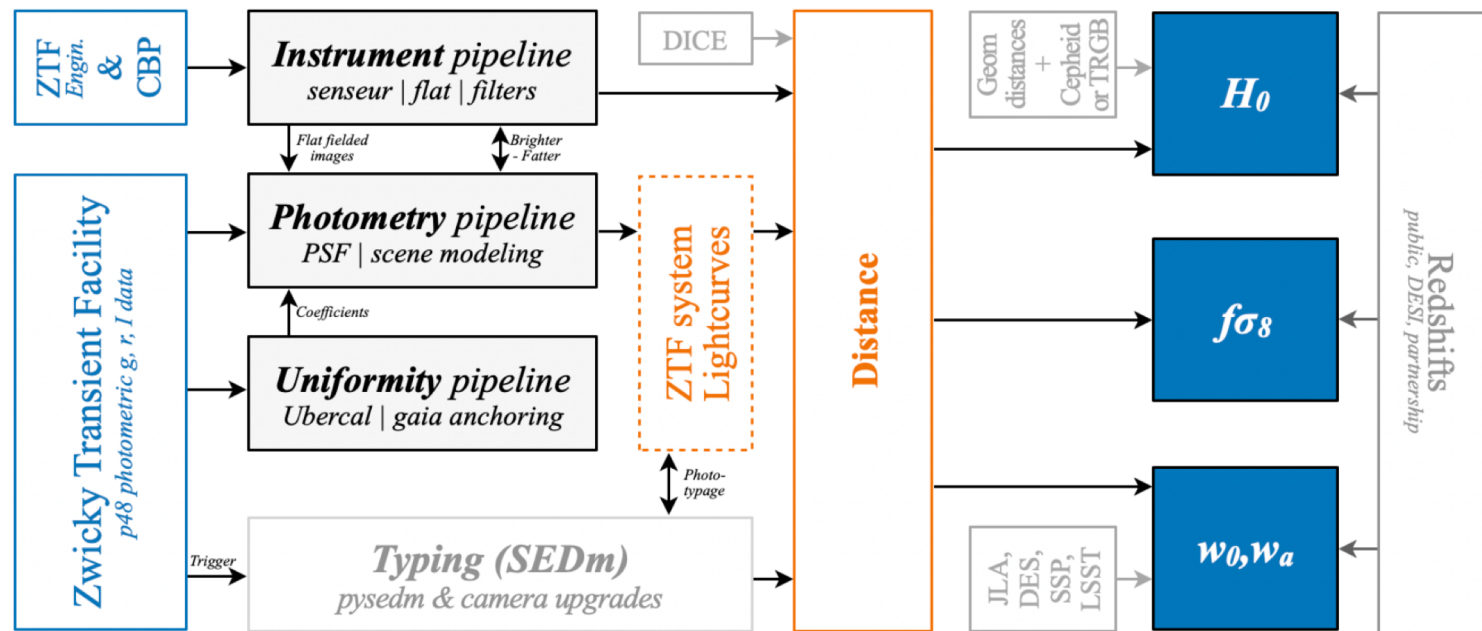 ZTF
Engin.
&
CBP
Instrument pipeline
senseur | flat | filters
Flat fielded
images
Brighter
- Fatter
Zwicky Transient Facility
p48 photometric g, r, I data
Photometry pipeline
PSF | scene modeling
Coefficients
Uniformity pipeline
Ubercal | gaia anchoring
Trigger
Typing (SEDm)
pysedm & camera upgrades
ZTF system
Lightcurves
Photo-
typage
DICE
Distance
Geom
distances
+
Cepheid
or TRGB
H0
fσ8
JLA,
DES,
SSP,
LSST
w0,wa
Redshifts
public, DESI, partnership